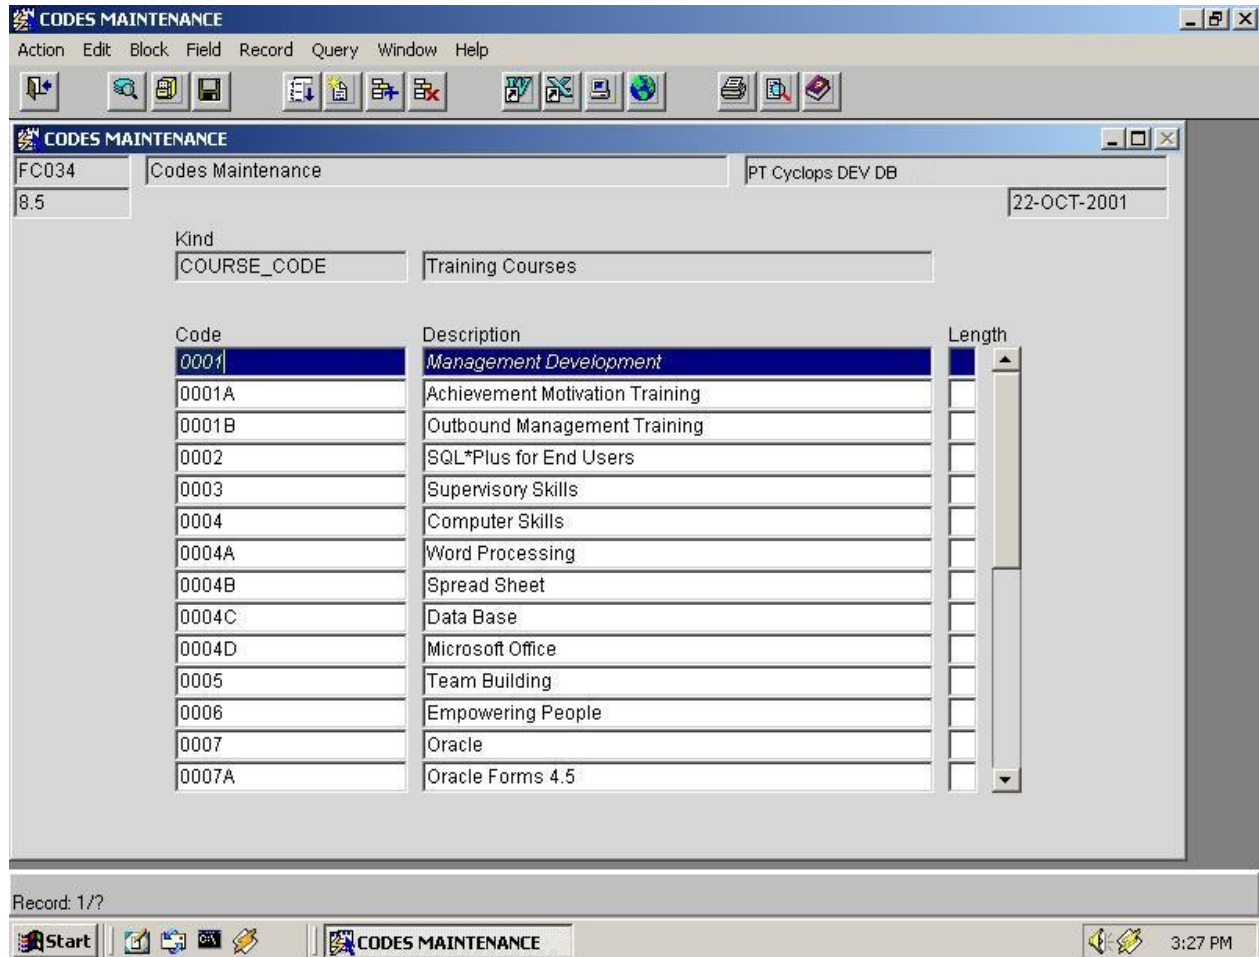 CODES MAINTENANCE
Action Edit Block Field Record Query Window Help
CODES MAINTENANCE
FC034 Codes Maintenance PT Cyclops DEV DB
8.5 22-OCT-2001
Kind
COURSE_CODE Training Courses
Code Description Length
0001 Management Development
0001A Achievement Motivation Training
0001B Outbound Management Training
0002 SQL*Plus for End Users
0003 Supervisory Skills
0004 Computer Skills
0004A Word Processing
0004B Spread Sheet
0004C Data Base
0004D Microsoft Office
0005 Team Building
0006 Empowering People
0007 Oracle
0007A Oracle Forms 4.5
Record: 1/?
Start CODES MAINTENANCE 3:27 PM